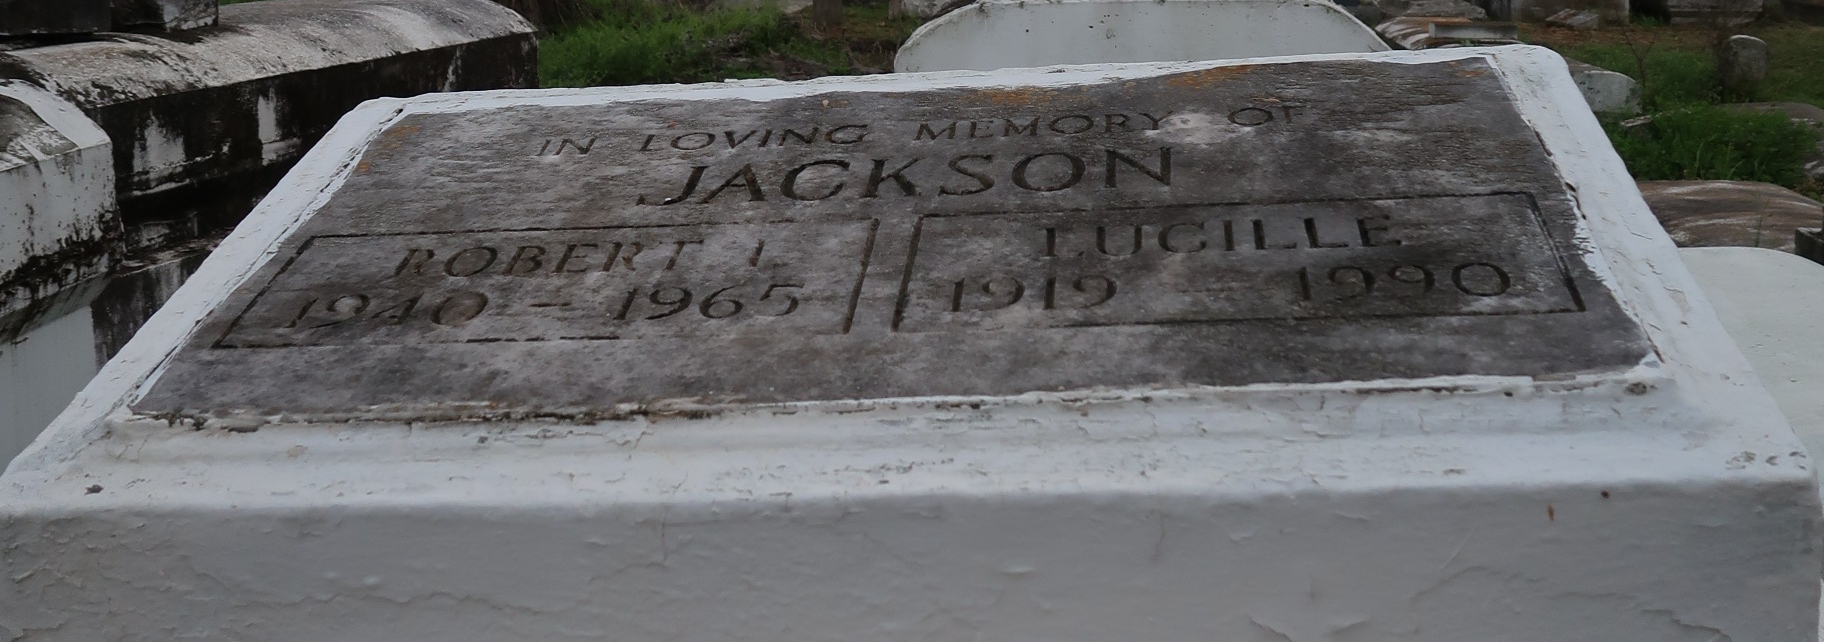 IN LOVING MEMORY OF
JACKSON
ROBERT L
1940 - 1965
LUCILLE
1919 - 1990